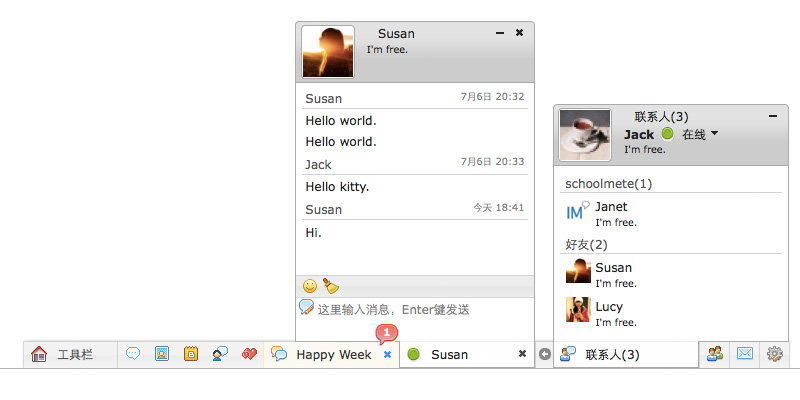 Susan
I'm free.
Susan 7月6日 20:32
Hello world.
Hello world.
Jack 7月6日 20:33
Hello kitty.
Susan 今天 18:41
Hi.
这里输入消息，Enter键发送
联系人(3)
Jack 在线
I'm free.
schoolmete(1)
IM
Janet
I'm free.
好友(2)
Susan
I'm free.
Lucy
I'm free.
1
工具栏 Happy Week Susan 联系人(3)